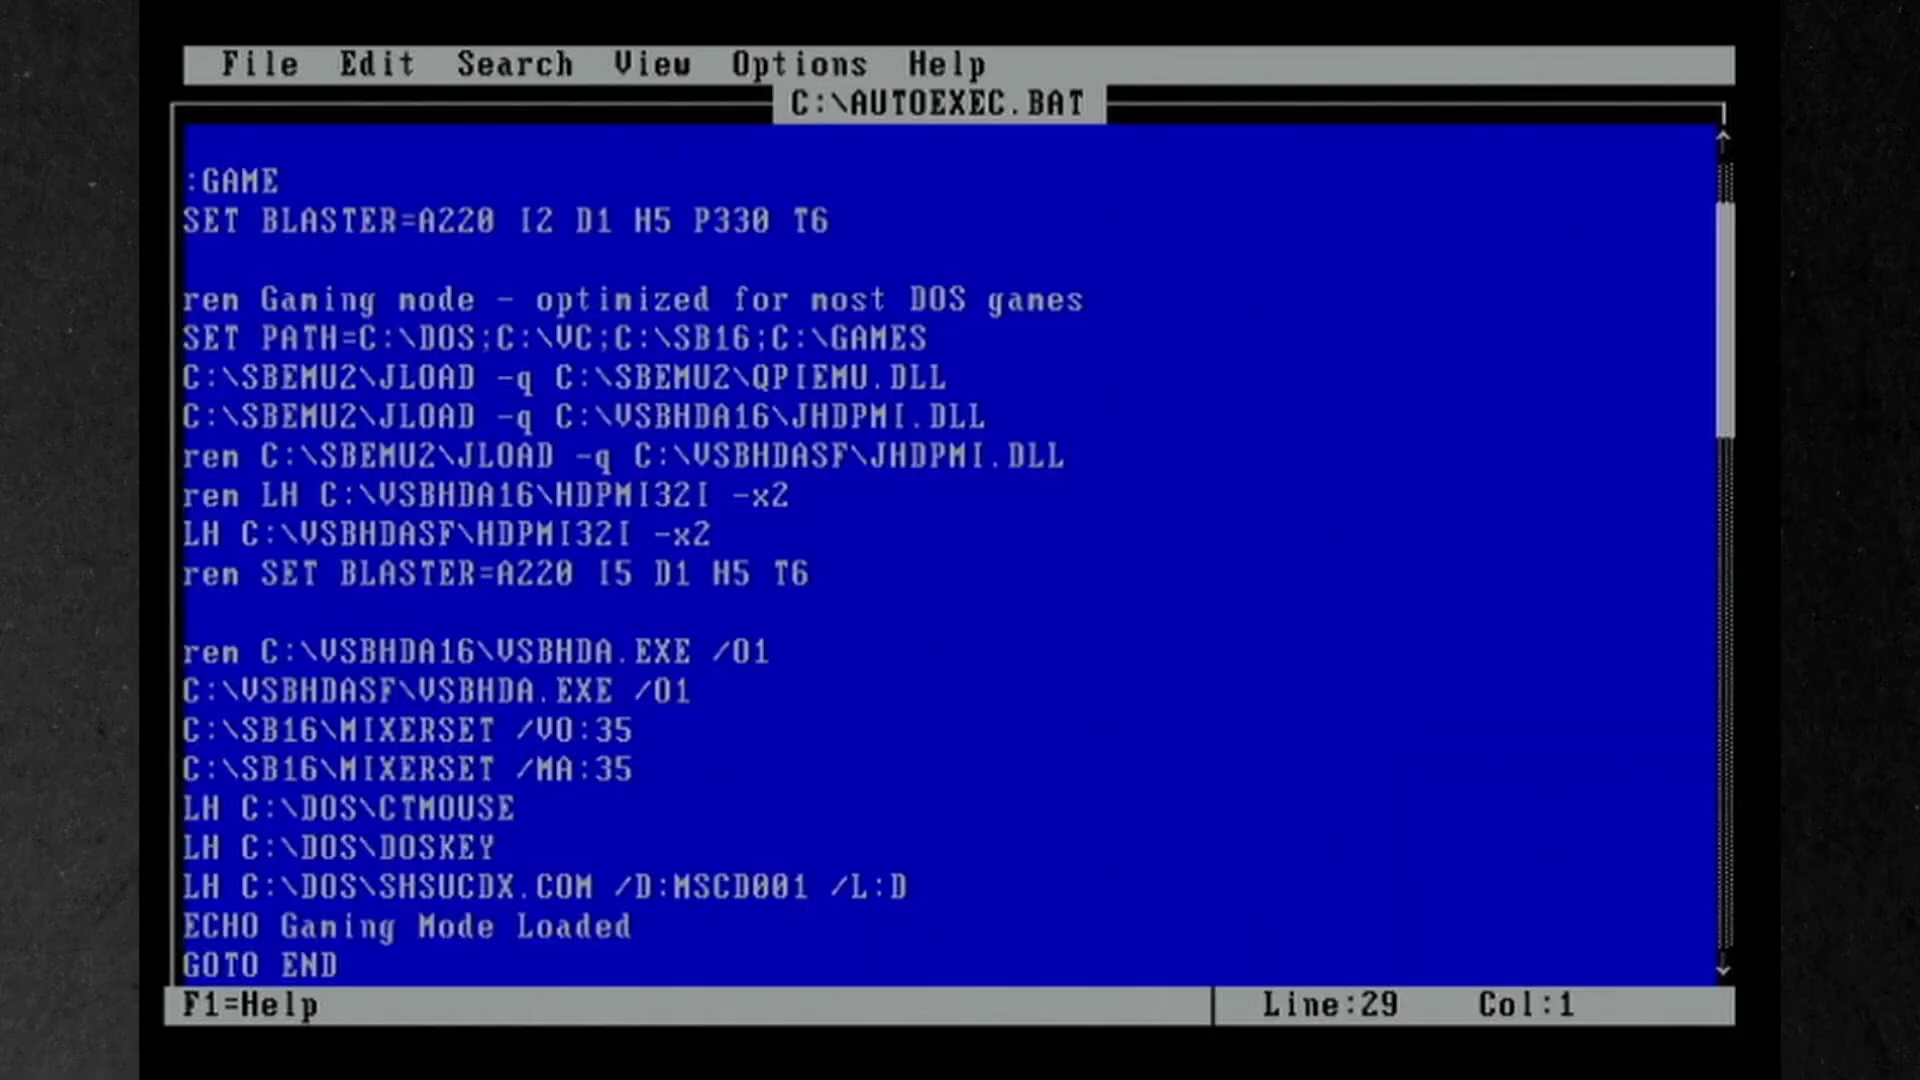 File Edit Search View Options Help
C:\AUTOEXEC.BAT
:GAME
SET BLASTER=A220 I2 D1 H5 P330 T6
rem Gaming mode - optimized for most DOS games
SET PATH=C:\DOS;C:\VC;C:\SB16;C:\GAMES
C:\SBEMU2\JLOAD -q C:\SBEMU2\QPIEMU.DLL
C:\SBEMU2\JLOAD -q C:\VSBHDA16\JHDPMI.DLL
rem C:\SBEMU2\JLOAD -q C:\VSBHDASF\JHDPMI.DLL
rem LH C:\VSBHDA16\HDPMI32I -x2
LH C:\VSBHDASF\HDPMI32I -x2
rem SET BLASTER=A220 I5 D1 H5 T6
rem C:\VSBHDA16\VSBHDA.EXE /O1
C:\VSBHDASF\VSBHDA.EXE /O1
C:\SB16\MIXERSET /VO:35
C:\SB16\MIXERSET /MA:35
LH C:\DOS\CTMOUSE
LH C:\DOS\DOSKEY
LH C:\DOS\SHSUCDX.COM /D:MSCD001 /L:D
ECHO Gaming Mode Loaded
GOTO END
F1=Help Line:29 Col:1